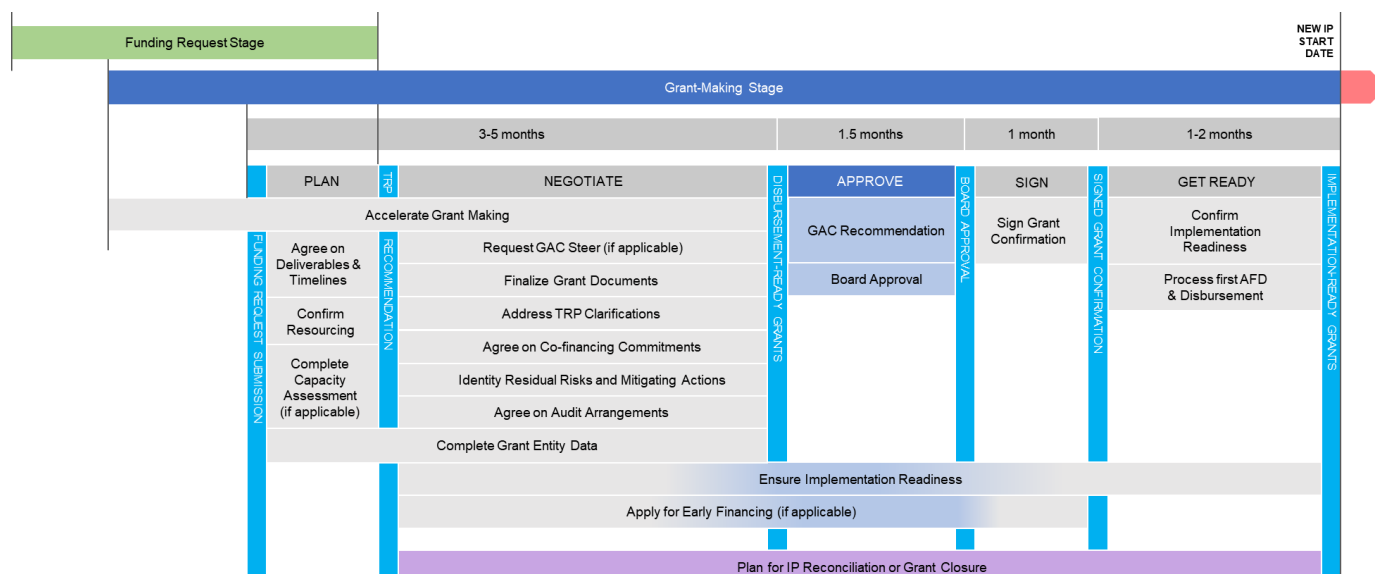 Funding Request Stage
NEW IP
START
DATE
Grant-Making Stage
3-5 months
1.5 months
1 month
1-2 months
PLAN
NEGOTIATE
APPROVE
SIGN
GET READY
FUNDING REQUEST SUBMISSION
TRP RECOMMENDATION
DISBURSEMENT-READY GRANTS
BOARD APPROVAL
SIGNED GRANT CONFIRMATION
IMPLEMENTATION-READY GRANTS
Accelerate Grant Making
Agree on
Deliverables &
Timelines
Confirm
Resourcing
Complete
Capacity
Assessment
(if applicable)
Request GAC Steer (if applicable)
Finalize Grant Documents
Address TRP Clarifications
Agree on Co-financing Commitments
Identity Residual Risks and Mitigating Actions
Agree on Audit Arrangements
Complete Grant Entity Data
GAC Recommendation
Board Approval
Sign Grant
Confirmation
Confirm
Implementation
Readiness
Process first AFD
& Disbursement
Ensure Implementation Readiness
Apply for Early Financing (if applicable)
Plan for IP Reconciliation or Grant Closure